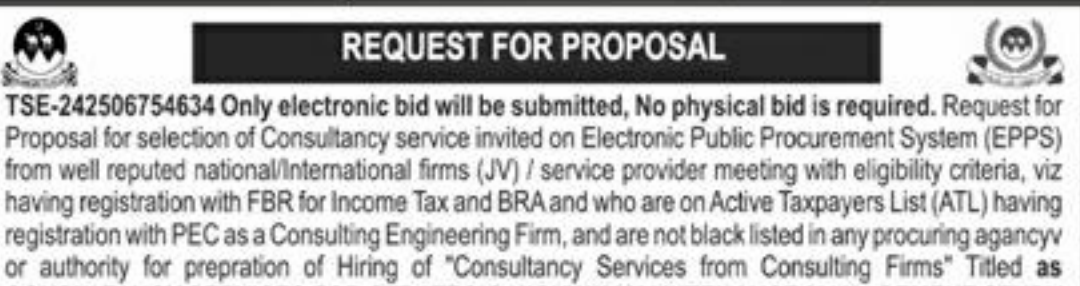 REQUEST FOR PROPOSAL
TSE-242506754634 Only electronic bid will be submitted, No physical bid is required. Request for
Proposal for selection of Consultancy service invited on Electronic Public Procurement System (EPPS)
from well reputed national/International firms (JV) / service provider meeting with eligibility criteria, viz
having registration with FBR for Income Tax and BRA and who are on Active Taxpayers List (ATL) having
registration with PEC as a Consulting Engineering Firm, and are not black listed in any procuring agancyv
or authority for prepration of Hiring of "Consultancy Services from Consulting Firms" Titled as